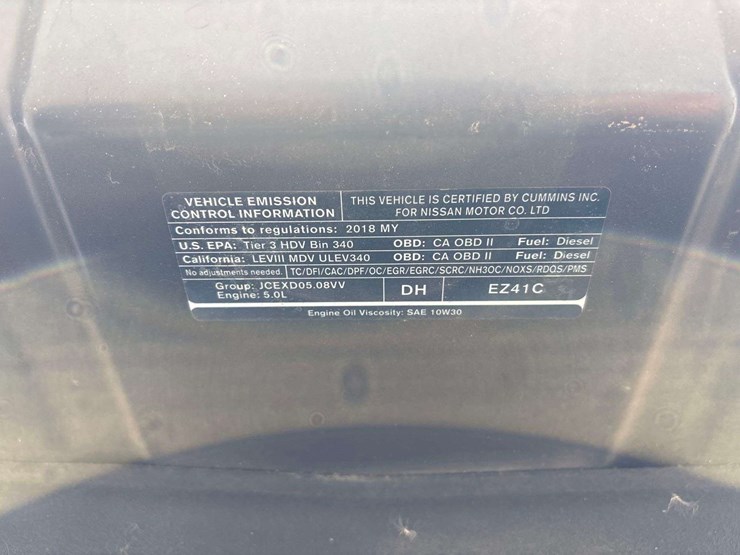 VEHICLE EMISSION
CONTROL INFORMATION
THIS VEHICLE IS CERTIFIED BY CUMMINS INC.
FOR NISSAN MOTOR CO. LTD
Conforms to regulations: 2018 MY
U.S. EPA: Tier 3 HDV Bin 340 OBD: CA OBD II Fuel: Diesel
California: LEVIII MDV ULEV340 OBD: CA OBD II Fuel: Diesel
No adjustments needed. TC/DFI/CAC/DPF/OC/EGR/EGRC/SCRC/NH3OC/NOXS/RDQS/PMS
Group: JCEXD05.08VV
Engine: 5.0L
DH
EZ41C
Engine Oil Viscosity: SAE 10W30